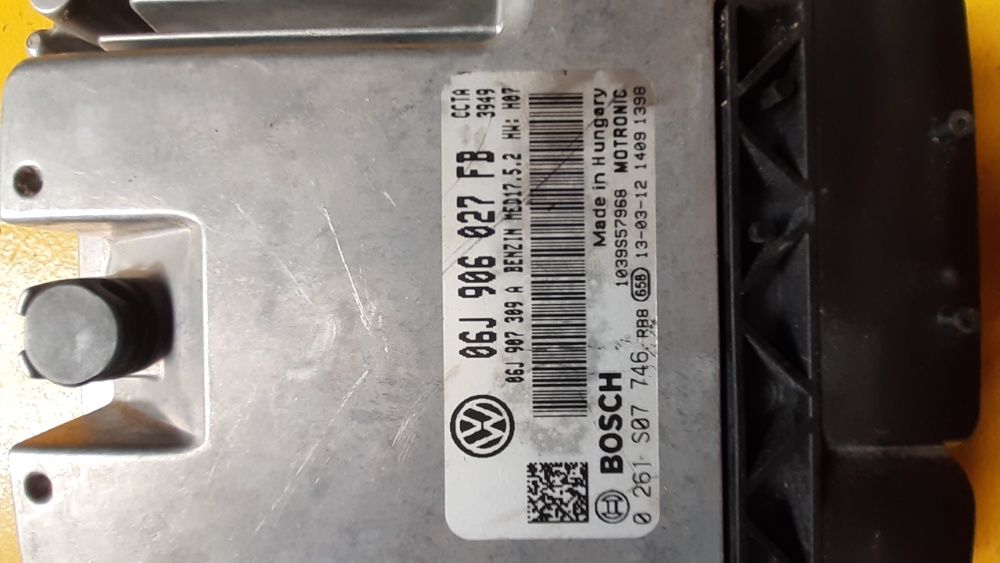 CCTA
06J 906 027 FB 3949
06J 907 309 A BENZIN MED17.5.2 HW: H07
Made in Hungary
BOSCH 1039S57968 MOTRONIC
0 261 S07 746 RB8 658 13-03-12 1409 1398